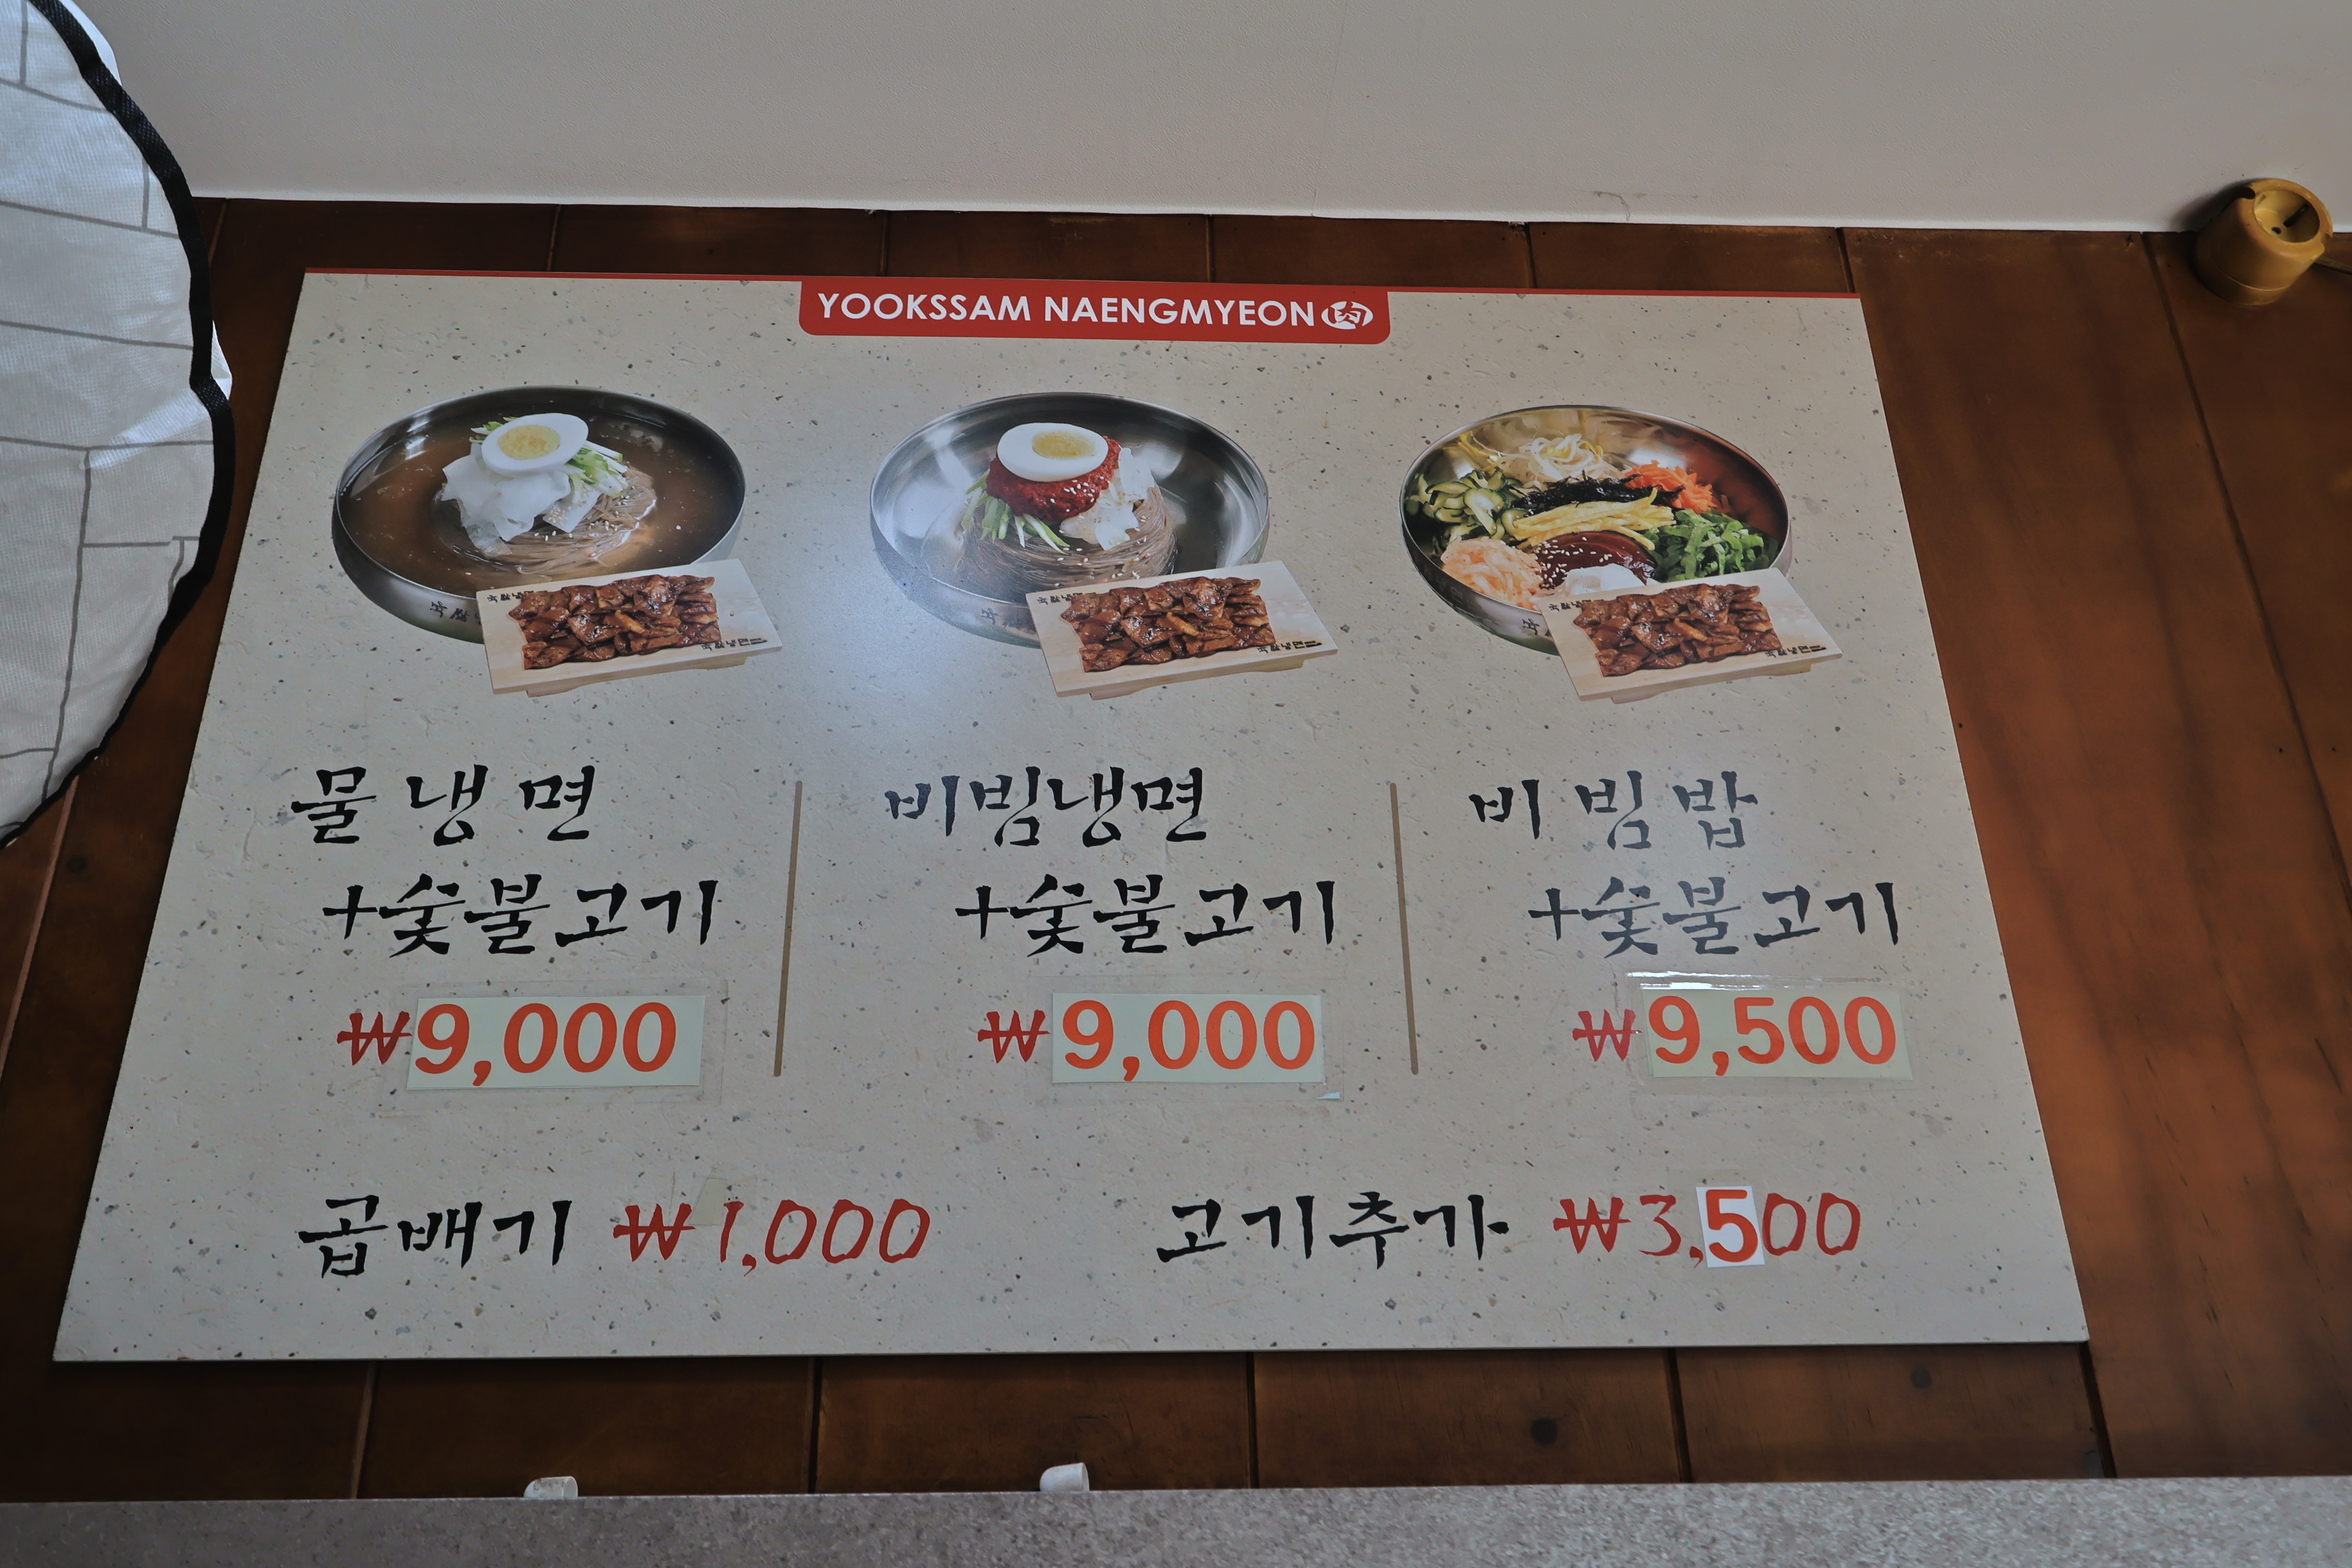 YOOKSSAM NAENGMYEON 肉
물냉면
+숯불고기
₩9,000
비빔냉면
+숯불고기
₩9,000
비빔밥
+숯불고기
₩9,500
곱배기 ₩1,000
고기추가 ₩3,500